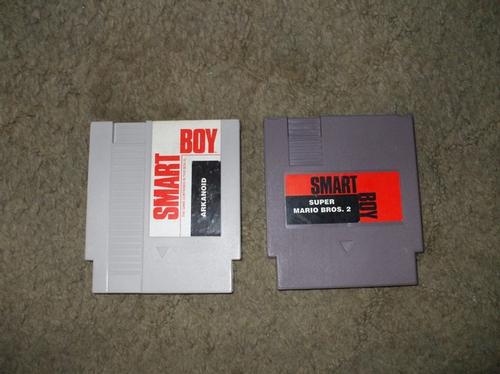 SMART
BOY
ARKANOID
SMART
BOY
SUPER
MARIO BROS. 2